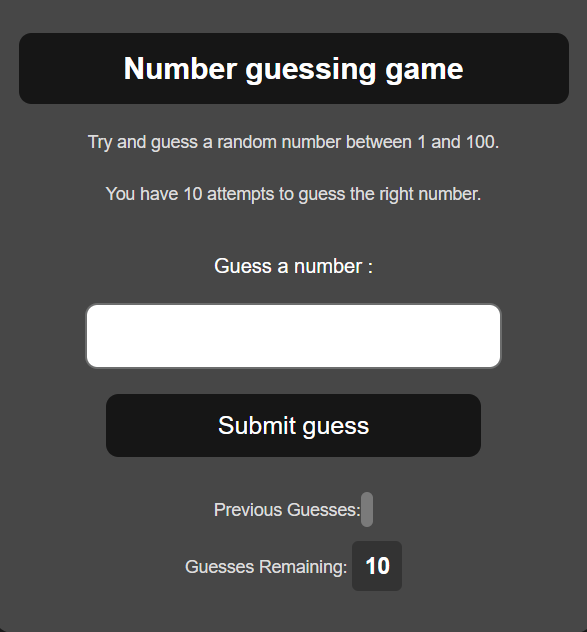 Number guessing game
Try and guess a random number between 1 and 100.
You have 10 attempts to guess the right number.
Guess a number :
Submit guess
Previous Guesses:
Guesses Remaining: 10